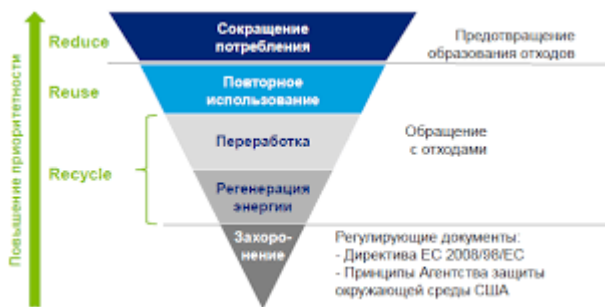 Повышение приоритетности
Reduce
Сокращение
потребления
Предотвращение
образования отходов
Reuse
Повторное
использование
Recycle
Переработка
Обращение
с отходами
Регенерация
энергии
Захоро-
нение
Регулирующие документы:
- Директива ЕС 2008/98/EC
- Принципы Агентства защиты
окружающей среды США